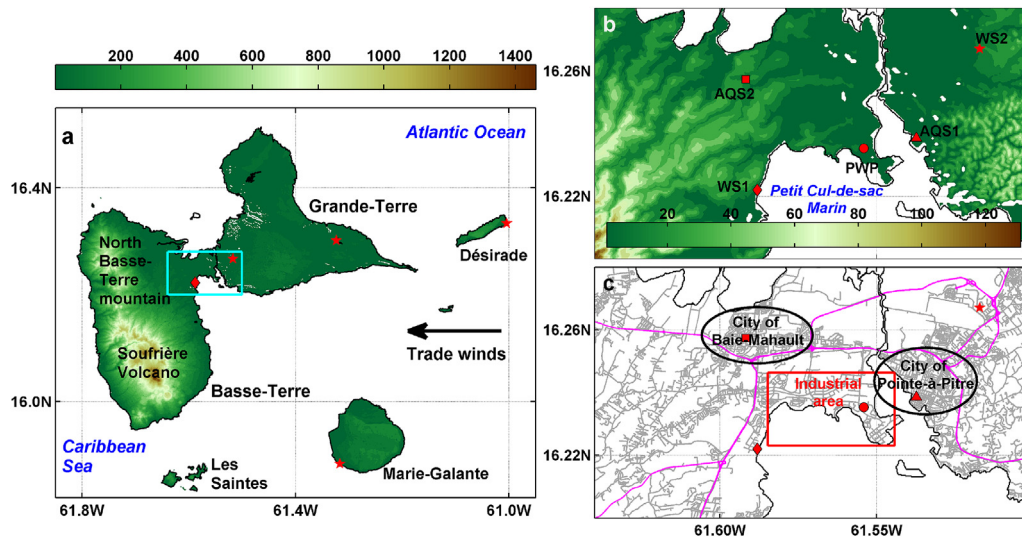 200 400 600 800 1000 1200 1400
a
Atlantic Ocean
16.4N
16.0N
Grande-Terre
Désirade
North
Basse-
Terre
mountain
Trade winds
Soufrière
Volcano
Basse-Terre
Caribbean
Sea
Les
Saintes
Marie-Galante
61.8W 61.4W 61.0W
b
WS2
16.26N
AQS2
AQS1
PWP
WS1
16.22N
Petit Cul-de-sac
Marin
20 40 60 80 100 120
c
City of
Baie-Mahault
16.26N
City of
Pointe-à-Pitre
Industrial
area
16.22N
61.60W 61.55W